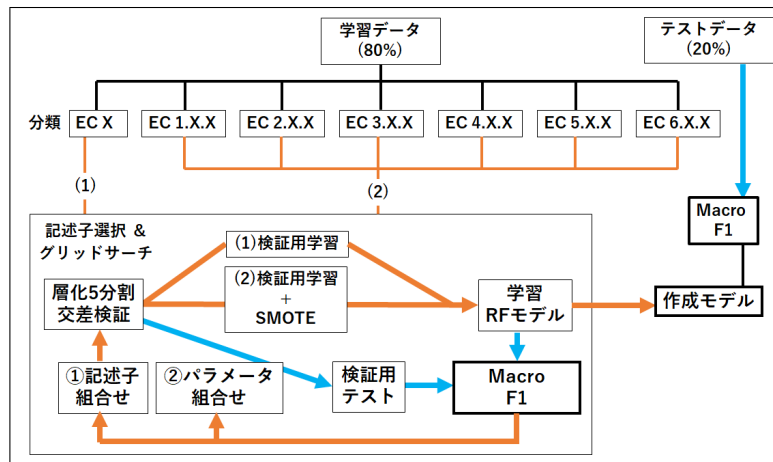 学習データ
(80%)
テストデータ
(20%)
分類
EC X
EC 1.X.X
EC 2.X.X
EC 3.X.X
EC 4.X.X
EC 5.X.X
EC 6.X.X
(1)
(2)
Macro
F1
記述子選択 &
グリッドサーチ
(1)検証用学習
層化5分割
交差検証
(2)検証用学習
+
SMOTE
学習
RFモデル
作成モデル
①記述子
組合せ
②パラメータ
組合せ
検証用
テスト
Macro
F1